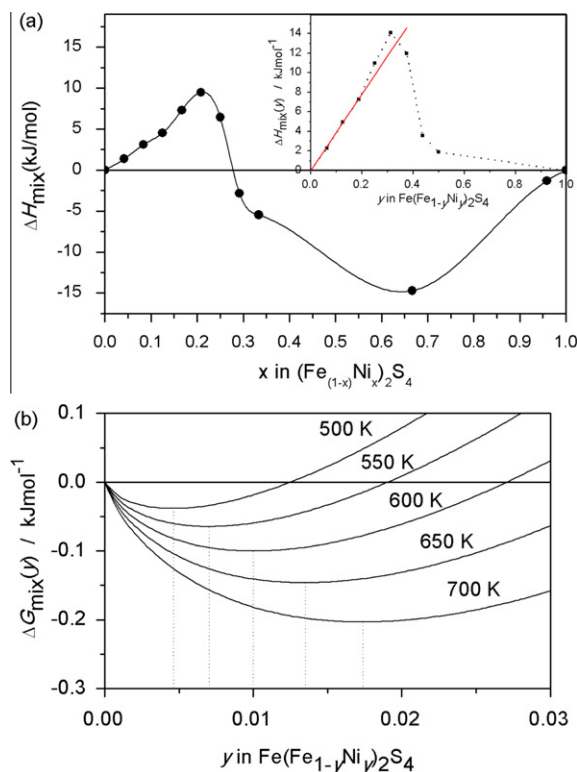 (a)
15
10
5
0
-5
-10
-15
ΔHmix(kJ/mol)
0.0 0.1 0.2 0.3 0.4 0.5 0.6 0.7 0.8 0.9 1.0
x in (Fe(1-x)Nix)2S4
14
12
10
8
6
4
2
0
ΔHmix(y) / kJmol-1
0.0 0.2 0.4 0.6 0.8 1.0
y in Fe(Fe1-yNiy)2S4
(b)
0.1
0.0
-0.1
-0.2
-0.3
ΔGmix(y) / kJmol-1
500 K
550 K
600 K
650 K
700 K
0.00 0.01 0.02 0.03
y in Fe(Fe1-yNiy)2S4